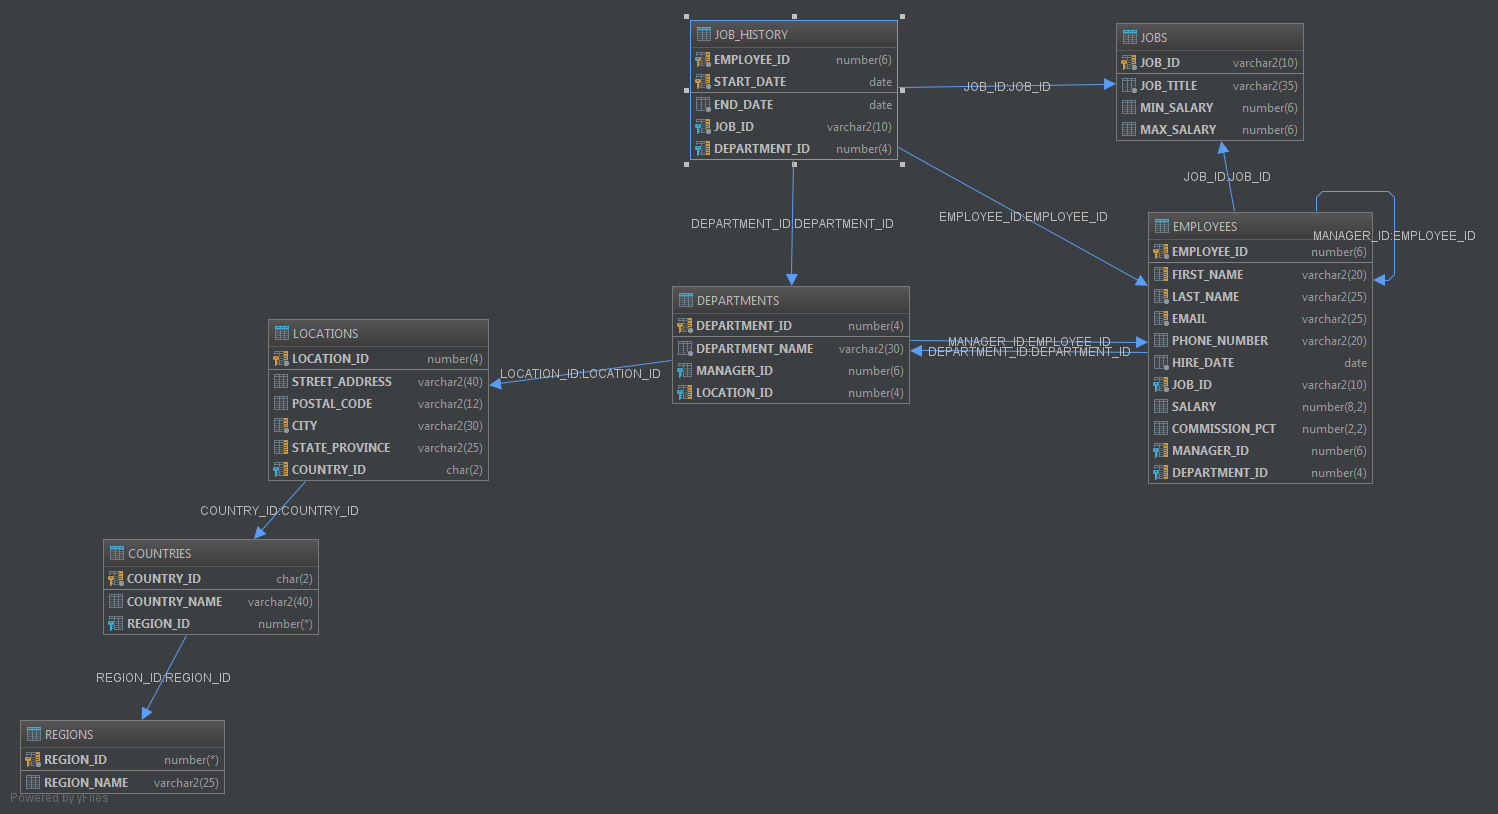 JOB_HISTORY
EMPLOYEE_ID number(6)
START_DATE date
END_DATE date
JOB_ID varchar2(10)
DEPARTMENT_ID number(4)
JOB_ID:JOB_ID
JOBS
JOB_ID varchar2(10)
JOB_TITLE varchar2(35)
MIN_SALARY number(6)
MAX_SALARY number(6)
JOB_ID:JOB_ID
DEPARTMENT_ID:DEPARTMENT_ID
EMPLOYEE_ID:EMPLOYEE_ID
MANAGER_ID:EMPLOYEE_ID
EMPLOYEES
EMPLOYEE_ID number(6)
FIRST_NAME varchar2(20)
LAST_NAME varchar2(25)
EMAIL varchar2(25)
PHONE_NUMBER varchar2(20)
HIRE_DATE date
JOB_ID varchar2(10)
SALARY number(8,2)
COMMISSION_PCT number(2,2)
MANAGER_ID number(6)
DEPARTMENT_ID number(4)
DEPARTMENTS
DEPARTMENT_ID number(4)
DEPARTMENT_NAME varchar2(30)
MANAGER_ID number(6)
LOCATION_ID number(4)
MANAGER_ID:EMPLOYEE_ID
DEPARTMENT_ID:DEPARTMENT_ID
LOCATION_ID:LOCATION_ID
LOCATIONS
LOCATION_ID number(4)
STREET_ADDRESS varchar2(40)
POSTAL_CODE varchar2(12)
CITY varchar2(30)
STATE_PROVINCE varchar2(25)
COUNTRY_ID char(2)
COUNTRY_ID:COUNTRY_ID
COUNTRIES
COUNTRY_ID char(2)
COUNTRY_NAME varchar2(40)
REGION_ID number(*)
REGION_ID:REGION_ID
REGIONS
REGION_ID number(*)
REGION_NAME varchar2(25)
Powered by yFiles